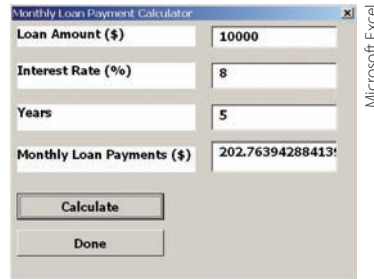 Monthly Loan Payment Calculator
Loan Amount ($) 10000
Interest Rate (%) 8
Years 5
Monthly Loan Payments ($) 202.76394288413
Calculate
Done
Microsoft Excel